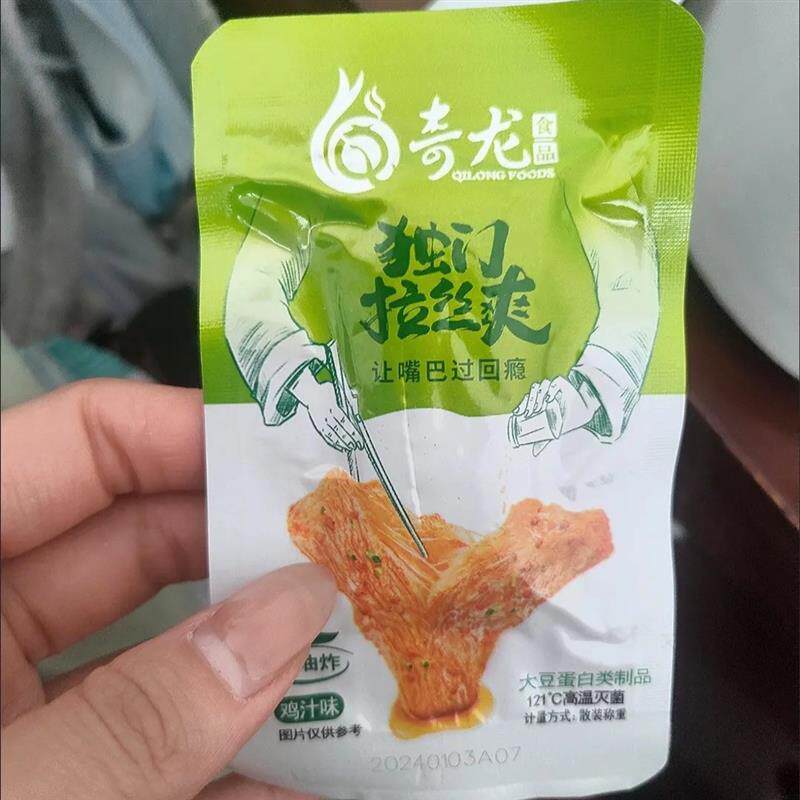 奇龙食品
QILONG FOODS
独门
拉丝爽
让嘴巴过回瘾
油炸
鸡汁味
图片仅供参考
大豆蛋白类制品
121℃高温灭菌
计量方式：散装称重
20240103A07